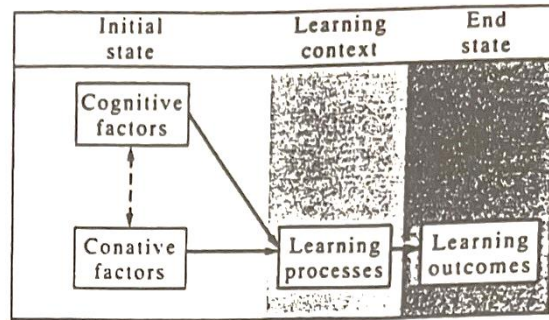 Initial
state
Learning
context
End
state
Cognitive
factors
Conative
factors
Learning
processes
Learning
outcomes